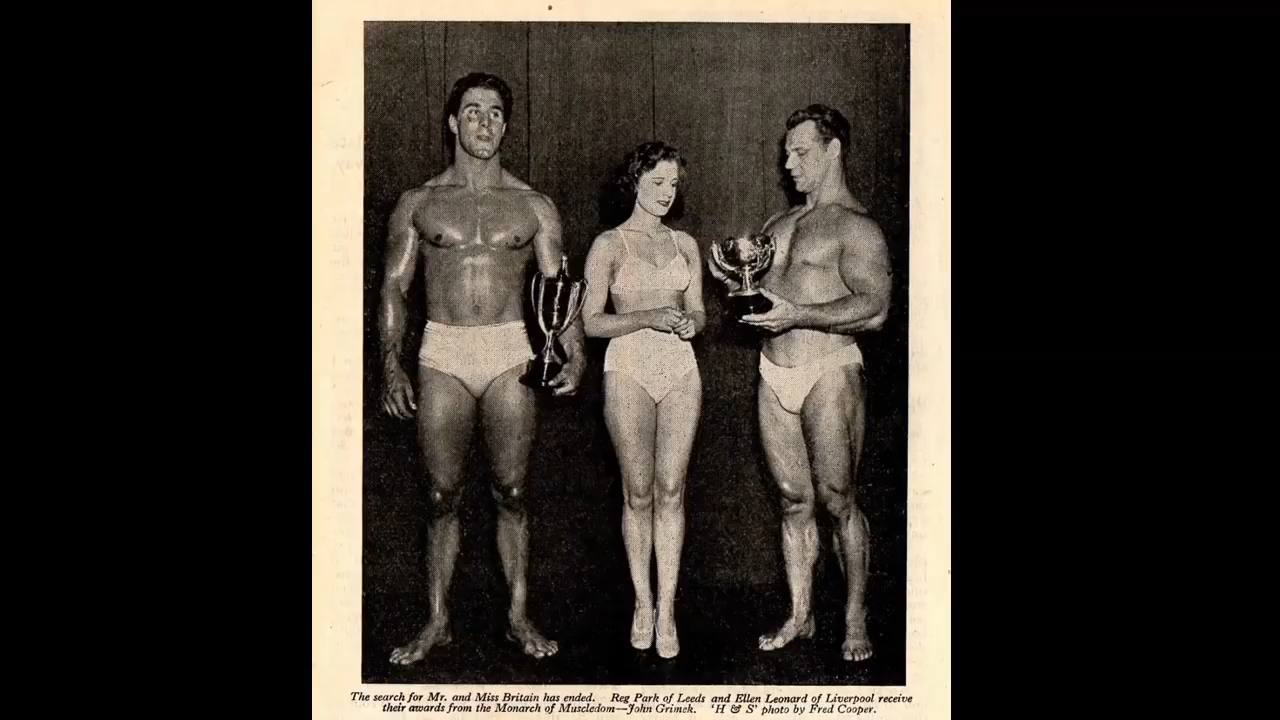 The search for Mr. and Miss Britain has ended. Reg Park of Leeds and Ellen Leonard of Liverpool receive
their awards from the Monarch of Muscledom—John Grimek. 'H & S' photo by Fred Cooper.